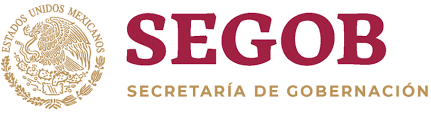 ESTADOS UNIDOS MEXICANOS
SEGOB
SECRETARÍA DE GOBERNACIÓN